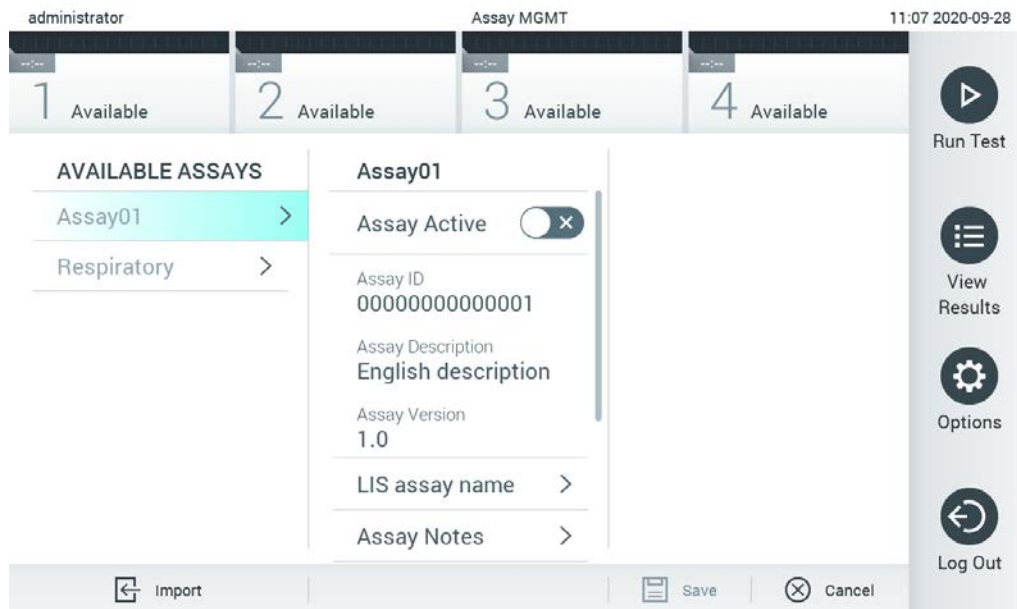 administrator Assay MGMT 11:07 2020-09-28
--:-- --:-- --:-- --:--
1 Available 2 Available 3 Available 4 Available
Run Test
AVAILABLE ASSAYS
Assay01
Respiratory
Assay01
Assay Active
Assay ID
00000000000001
Assay Description
English description
Assay Version
1.0
LIS assay name
Assay Notes
View
Results
Options
Log Out
Import Save Cancel